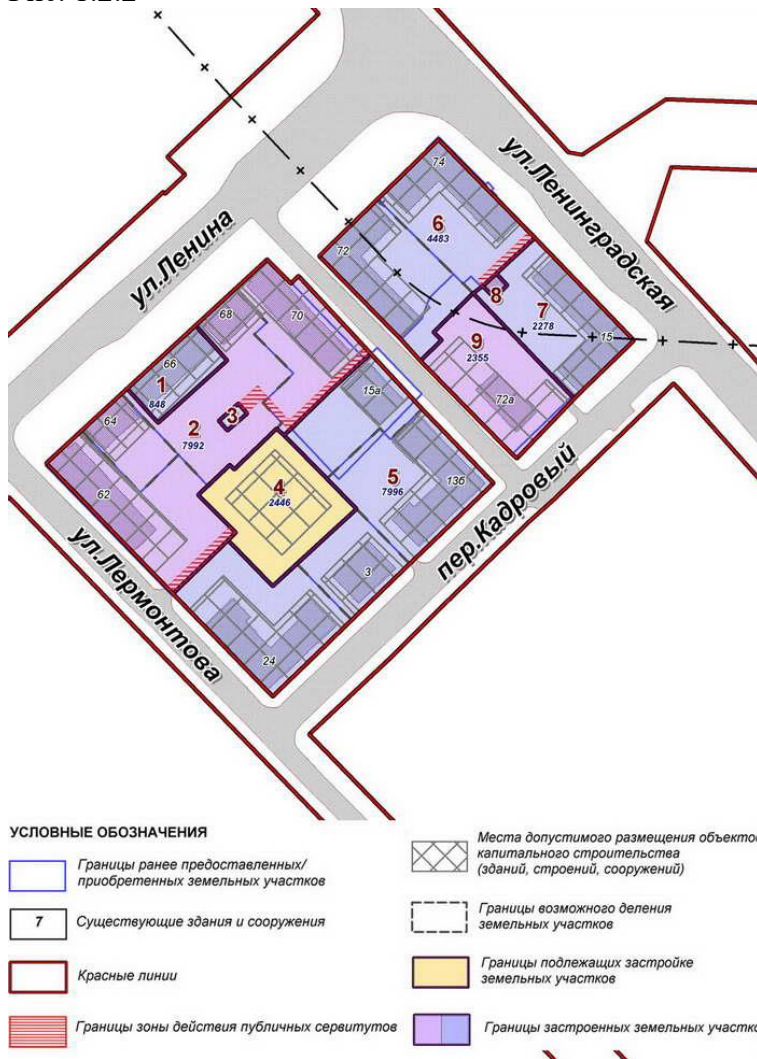 ул.Ленина
ул.Ленинградская
74
72
6
4483
8
7
2278
15
9
2355
72а
70
68
66
1
848
64
2
7992
3
62
15а
4
2446
5
7996
13б
3
24
ул.Лермонтова
пер.Кадровый
УСЛОВНЫЕ ОБОЗНАЧЕНИЯ
Границы ранее предоставленных/
приобретенных земельных участков
7
Существующие здания и сооружения
Красные линии
Границы зоны действия публичных сервитутов
Места допустимого размещения объектов
капитального строительства
(зданий, строений, сооружений)
Границы возможного деления
земельных участков
Границы подлежащих застройке
земельных участков
Границы застроенных земельных